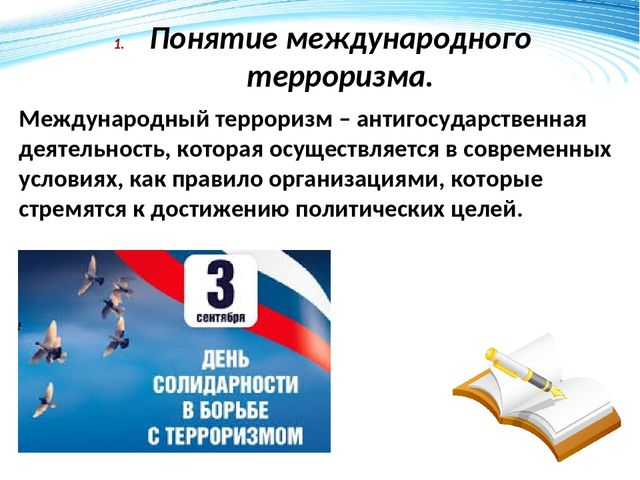 1. Понятие международного
терроризма.
Международный терроризм – антигосударственная
деятельность, которая осуществляется в современных
условиях, как правило организациями, которые
стремятся к достижению политических целей.
3
сентября
ДЕНЬ
СОЛИДАРНОСТИ
В БОРЬБЕ
С ТЕРРОРИЗМОМ